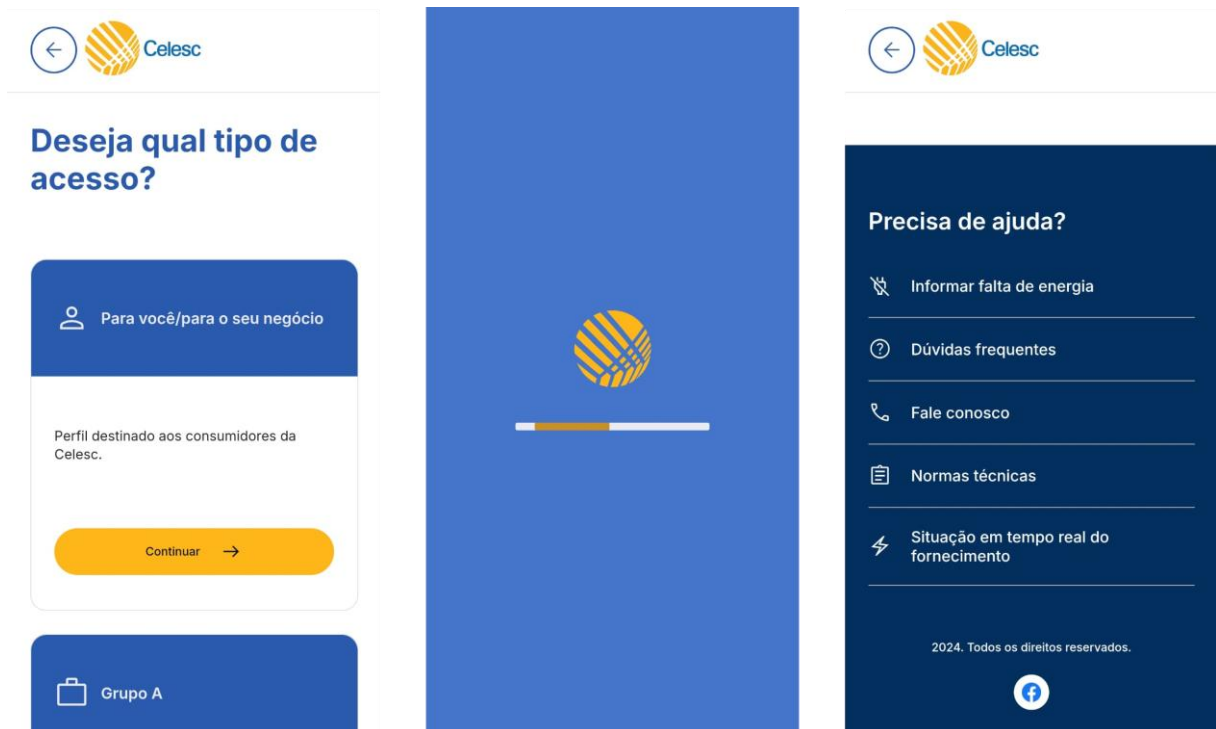 Celesc
Deseja qual tipo de
acesso?
Para você/para o seu negócio
Perfil destinado aos consumidores da
Celesc.
Continuar
Grupo A
Celesc
Precisa de ajuda?
Informar falta de energia
Dúvidas frequentes
Fale conosco
Normas técnicas
Situação em tempo real do
fornecimento
2024. Todos os direitos reservados.